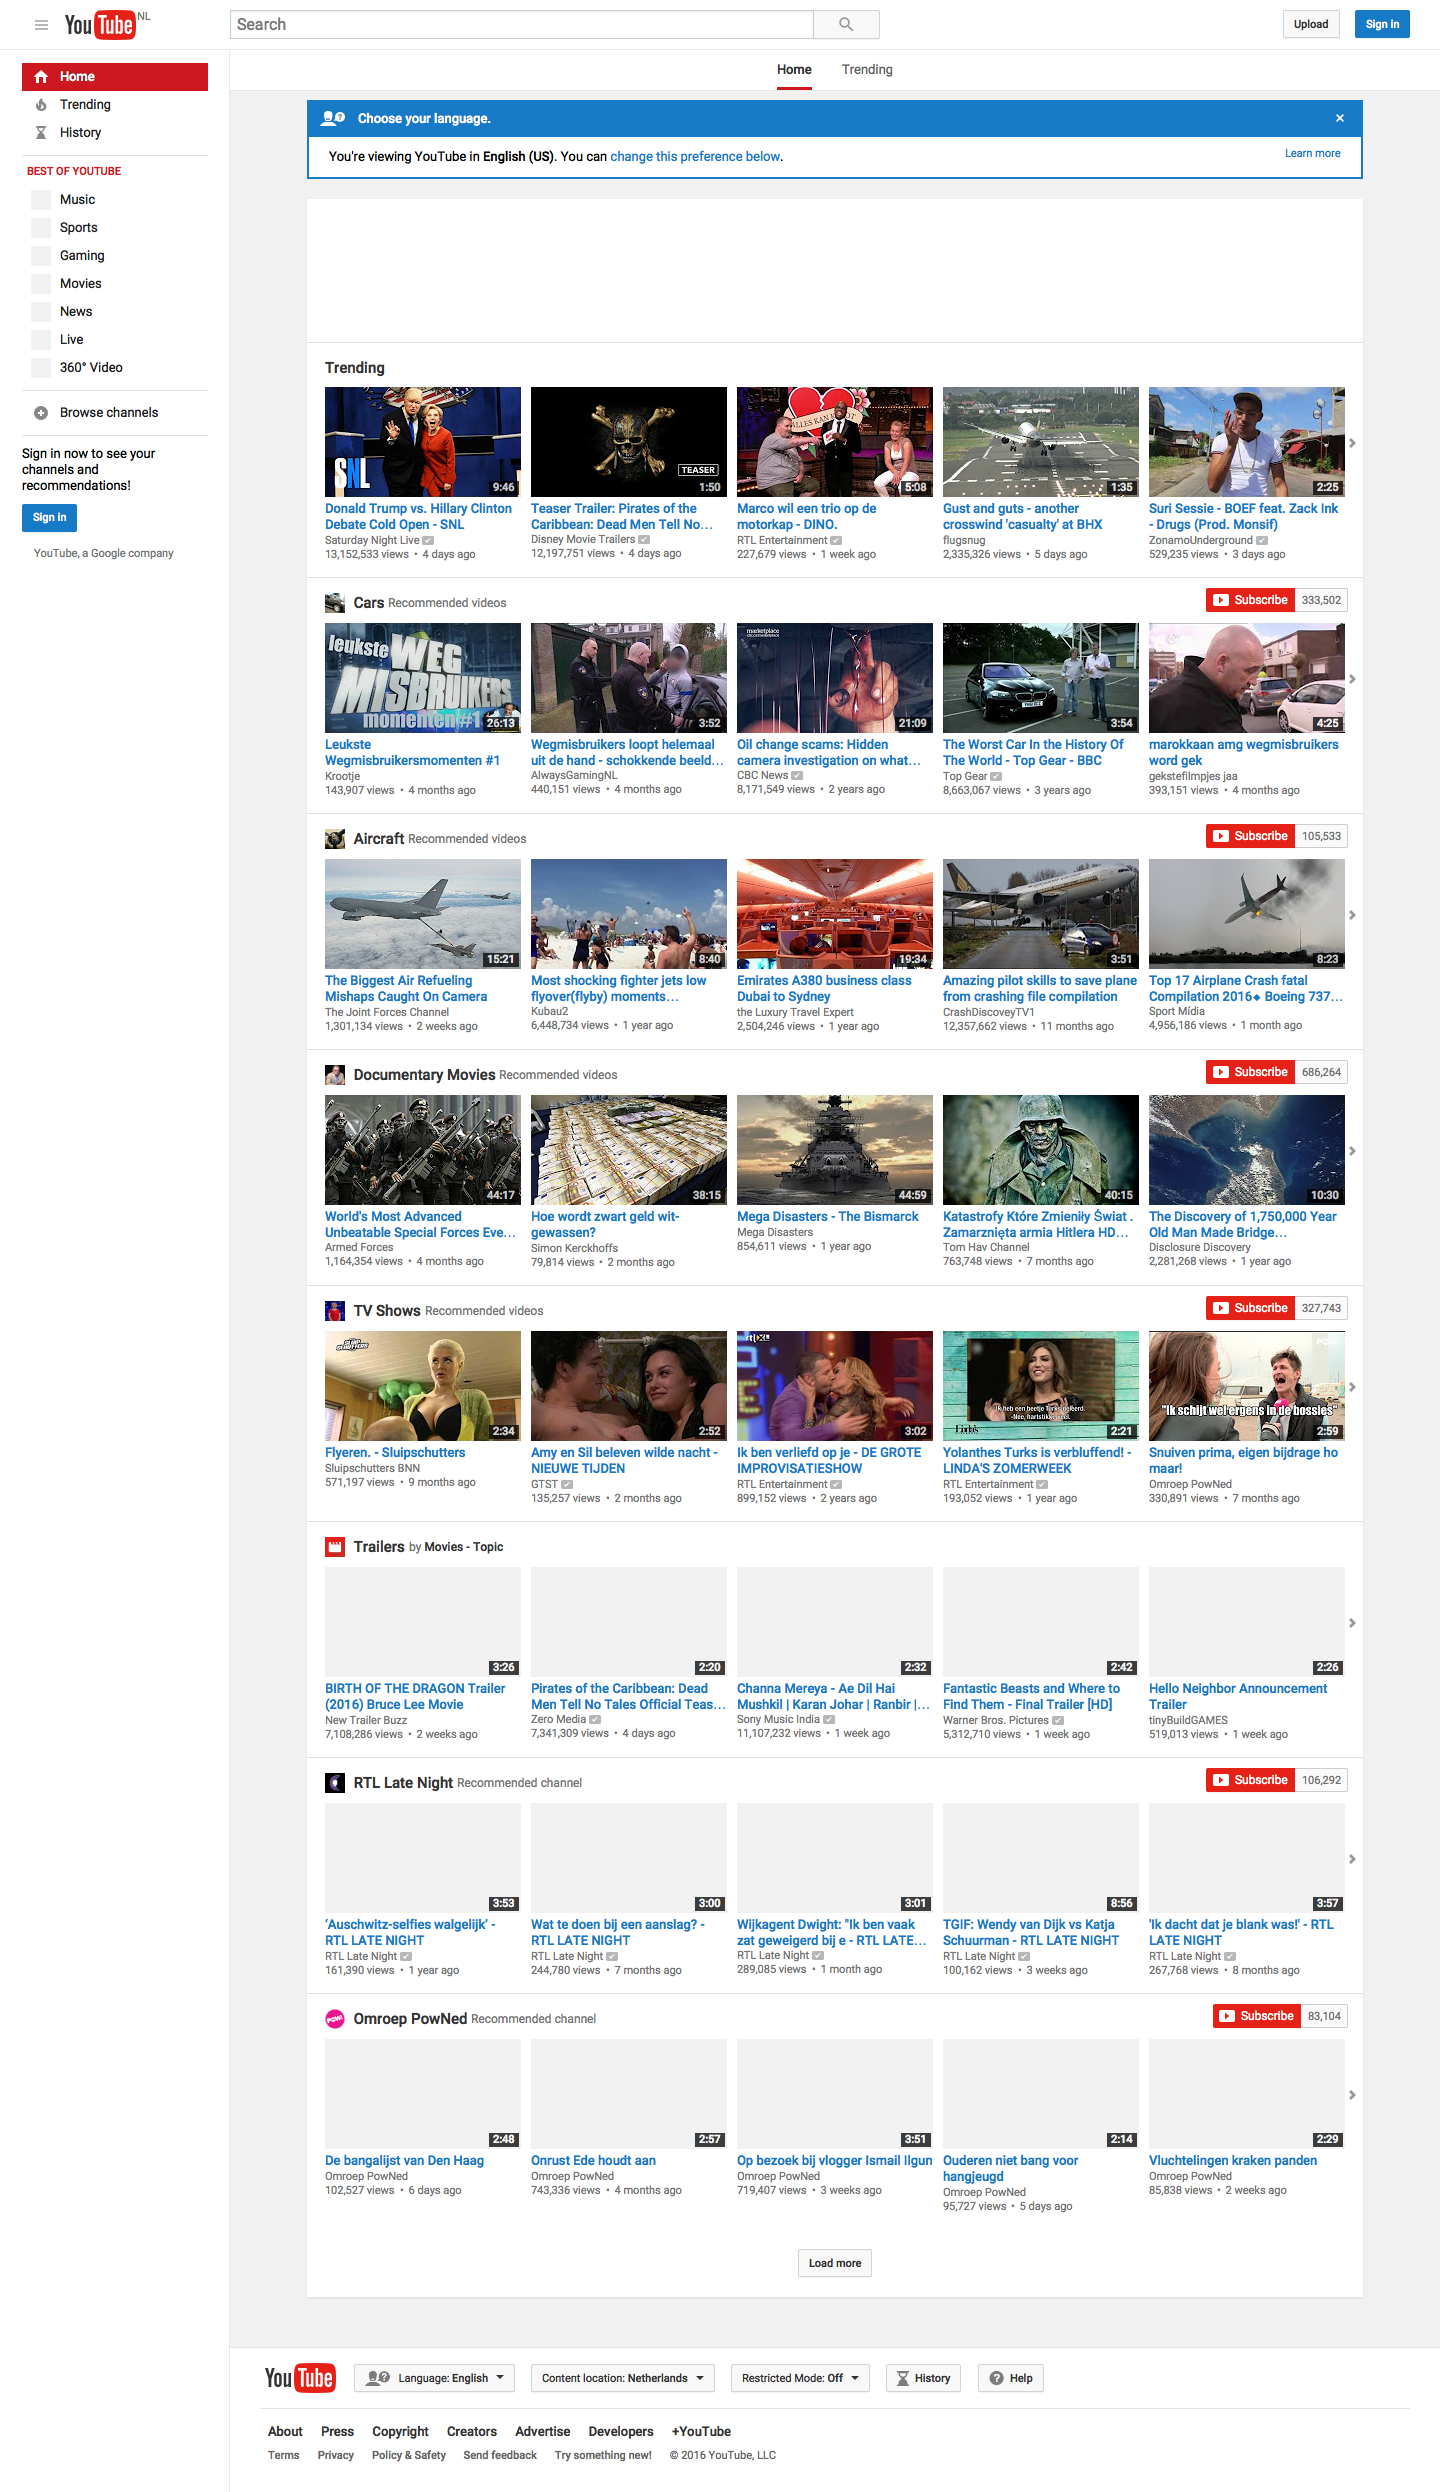 YouTube NL
Search
Upload
Sign in
Home
Trending
History
BEST OF YOUTUBE
Music
Sports
Gaming
Movies
News
Live
360° Video
Browse channels
Sign in now to see your
channels and
recommendations!
Sign in
YouTube, a Google company
Home Trending
Choose your language.
You're viewing YouTube in English (US). You can change this preference below.
Learn more
Trending
SNL
9:46
TEASER
1:50
5:08
1:35
2:25
Donald Trump vs. Hillary Clinton
Debate Cold Open - SNL
Saturday Night Live
13,152,533 views • 4 days ago
Teaser Trailer: Pirates of the
Caribbean: Dead Men Tell No...
Disney Movie Trailers
12,197,751 views • 4 days ago
Marco wil een trio op de
motorkap - DINO.
RTL Entertainment
227,679 views • 1 week ago
Gust and guts - another
crosswind 'casualty' at BHX
flugsnug
2,335,326 views • 5 days ago
Suri Sessie - BOEF feat. Zack Ink
- Drugs (Prod. Monsif)
ZonamoUnderground
529,235 views • 3 days ago
Cars Recommended videos
Subscribe 333,502
leukste WEG
MISBRUIKERS
momenten #1
26:13
3:52
marketplace
21:09
3:54
4:25
Leukste
Wegmisbruikersmomenten #1
Krootje
143,907 views • 4 months ago
Wegmisbruikers loopt helemaal
uit de hand - schokkende beeld...
AlwaysGamingNL
440,151 views • 4 months ago
Oil change scams: Hidden
camera investigation on what...
CBC News
8,171,549 views • 2 years ago
The Worst Car In the History Of
The World - Top Gear - BBC
Top Gear
8,663,067 views • 3 years ago
marokkaan amg wegmisbruikers
word gek
gekstefilmpjes jaa
393,151 views • 4 months ago
Aircraft Recommended videos
Subscribe 105,533
15:21
8:40
19:34
3:51
8:23
The Biggest Air Refueling
Mishaps Caught On Camera
The Joint Forces Channel
1,301,134 views • 2 weeks ago
Most shocking fighter jets low
flyover(flyby) moments...
Kubau2
6,448,734 views • 1 year ago
Emirates A380 business class
Dubai to Sydney
the Luxury Travel Expert
2,504,246 views • 1 year ago
Amazing pilot skills to save plane
from crashing file compilation
CrashDiscoveyTV1
12,357,662 views • 11 months ago
Top 17 Airplane Crash fatal
Compilation 2016⬥ Boeing 737...
Sport Mídia
4,956,186 views • 1 month ago
Documentary Movies Recommended videos
Subscribe 686,264
44:17
38:15
44:59
40:15
10:30
World's Most Advanced
Unbeatable Special Forces Eve...
Armed Forces
1,164,354 views • 4 months ago
Hoe wordt zwart geld wit-
gewassen?
Simon Kerckhoffs
79,814 views • 2 months ago
Mega Disasters - The Bismarck
Mega Disasters
854,611 views • 1 year ago
Katastrofy Które Zmieniły Świat .
Zamarznięta armia Hitlera HD...
Tom Hav Channel
763,748 views • 7 months ago
The Discovery of 1,750,000 Year
Old Man Made Bridge...
Disclosure Discovery
2,281,268 views • 1 year ago
TV Shows Recommended videos
Subscribe 327,743
2:34
2:52
rtl XL
3:02
Ik heb een beetje Turks geleerd.
-Nee, hartstikke veel.
Linda's
2:21
"Ik schijt wel ergens in de bossies"
2:59
Flyeren. - Sluipschutters
Sluipschutters BNN
571,197 views • 9 months ago
Amy en Sil beleven wilde nacht -
NIEUWE TIJDEN
GTST
135,257 views • 2 months ago
Ik ben verliefd op je - DE GROTE
IMPROVISATIESHOW
RTL Entertainment
899,152 views • 2 years ago
Yolanthes Turks is verbluffend! -
LINDA'S ZOMERWEEK
RTL Entertainment
193,052 views • 1 year ago
Snuiven prima, eigen bijdrage ho
maar!
Omroep PowNed
330,891 views • 7 months ago
Trailers by Movies - Topic
3:26
2:20
2:32
2:42
2:26
BIRTH OF THE DRAGON Trailer
(2016) Bruce Lee Movie
New Trailer Buzz
7,108,286 views • 2 weeks ago
Pirates of the Caribbean: Dead
Men Tell No Tales Official Teas...
Zero Media
7,341,309 views • 4 days ago
Channa Mereya - Ae Dil Hai
Mushkil | Karan Johar | Ranbir |...
Sony Music India
11,107,232 views • 1 week ago
Fantastic Beasts and Where to
Find Them - Final Trailer [HD]
Warner Bros. Pictures
5,312,710 views • 1 week ago
Hello Neighbor Announcement
Trailer
tinyBuildGAMES
519,013 views • 1 week ago
RTL Late Night Recommended channel
Subscribe 106,292
3:53
3:00
3:01
8:56
3:57
‘Auschwitz-selfies walgelijk’ -
RTL LATE NIGHT
RTL Late Night
161,390 views • 1 year ago
Wat te doen bij een aanslag? -
RTL LATE NIGHT
RTL Late Night
244,780 views • 7 months ago
Wijkagent Dwight: "Ik ben vaak
zat geweigerd bij e - RTL LATE...
RTL Late Night
289,085 views • 1 month ago
TGIF: Wendy van Dijk vs Katja
Schuurman - RTL LATE NIGHT
RTL Late Night
100,162 views • 3 weeks ago
'Ik dacht dat je blank was!' - RTL
LATE NIGHT
RTL Late Night
267,768 views • 8 months ago
Omroep PowNed Recommended channel
Subscribe 83,104
2:48
2:57
3:51
2:14
2:29
De bangalijst van Den Haag
Omroep PowNed
102,527 views • 6 days ago
Onrust Ede houdt aan
Omroep PowNed
743,336 views • 4 months ago
Op bezoek bij vlogger Ismail Ilgun
Omroep PowNed
719,407 views • 3 weeks ago
Ouderen niet bang voor
hangjeugd
Omroep PowNed
95,727 views • 5 days ago
Vluchtelingen kraken panden
Omroep PowNed
85,838 views • 2 weeks ago
Load more
YouTube
Language: English
Content location: Netherlands
Restricted Mode: Off
History
Help
About Press Copyright Creators Advertise Developers +YouTube
Terms Privacy Policy & Safety Send feedback Try something new! © 2016 YouTube, LLC